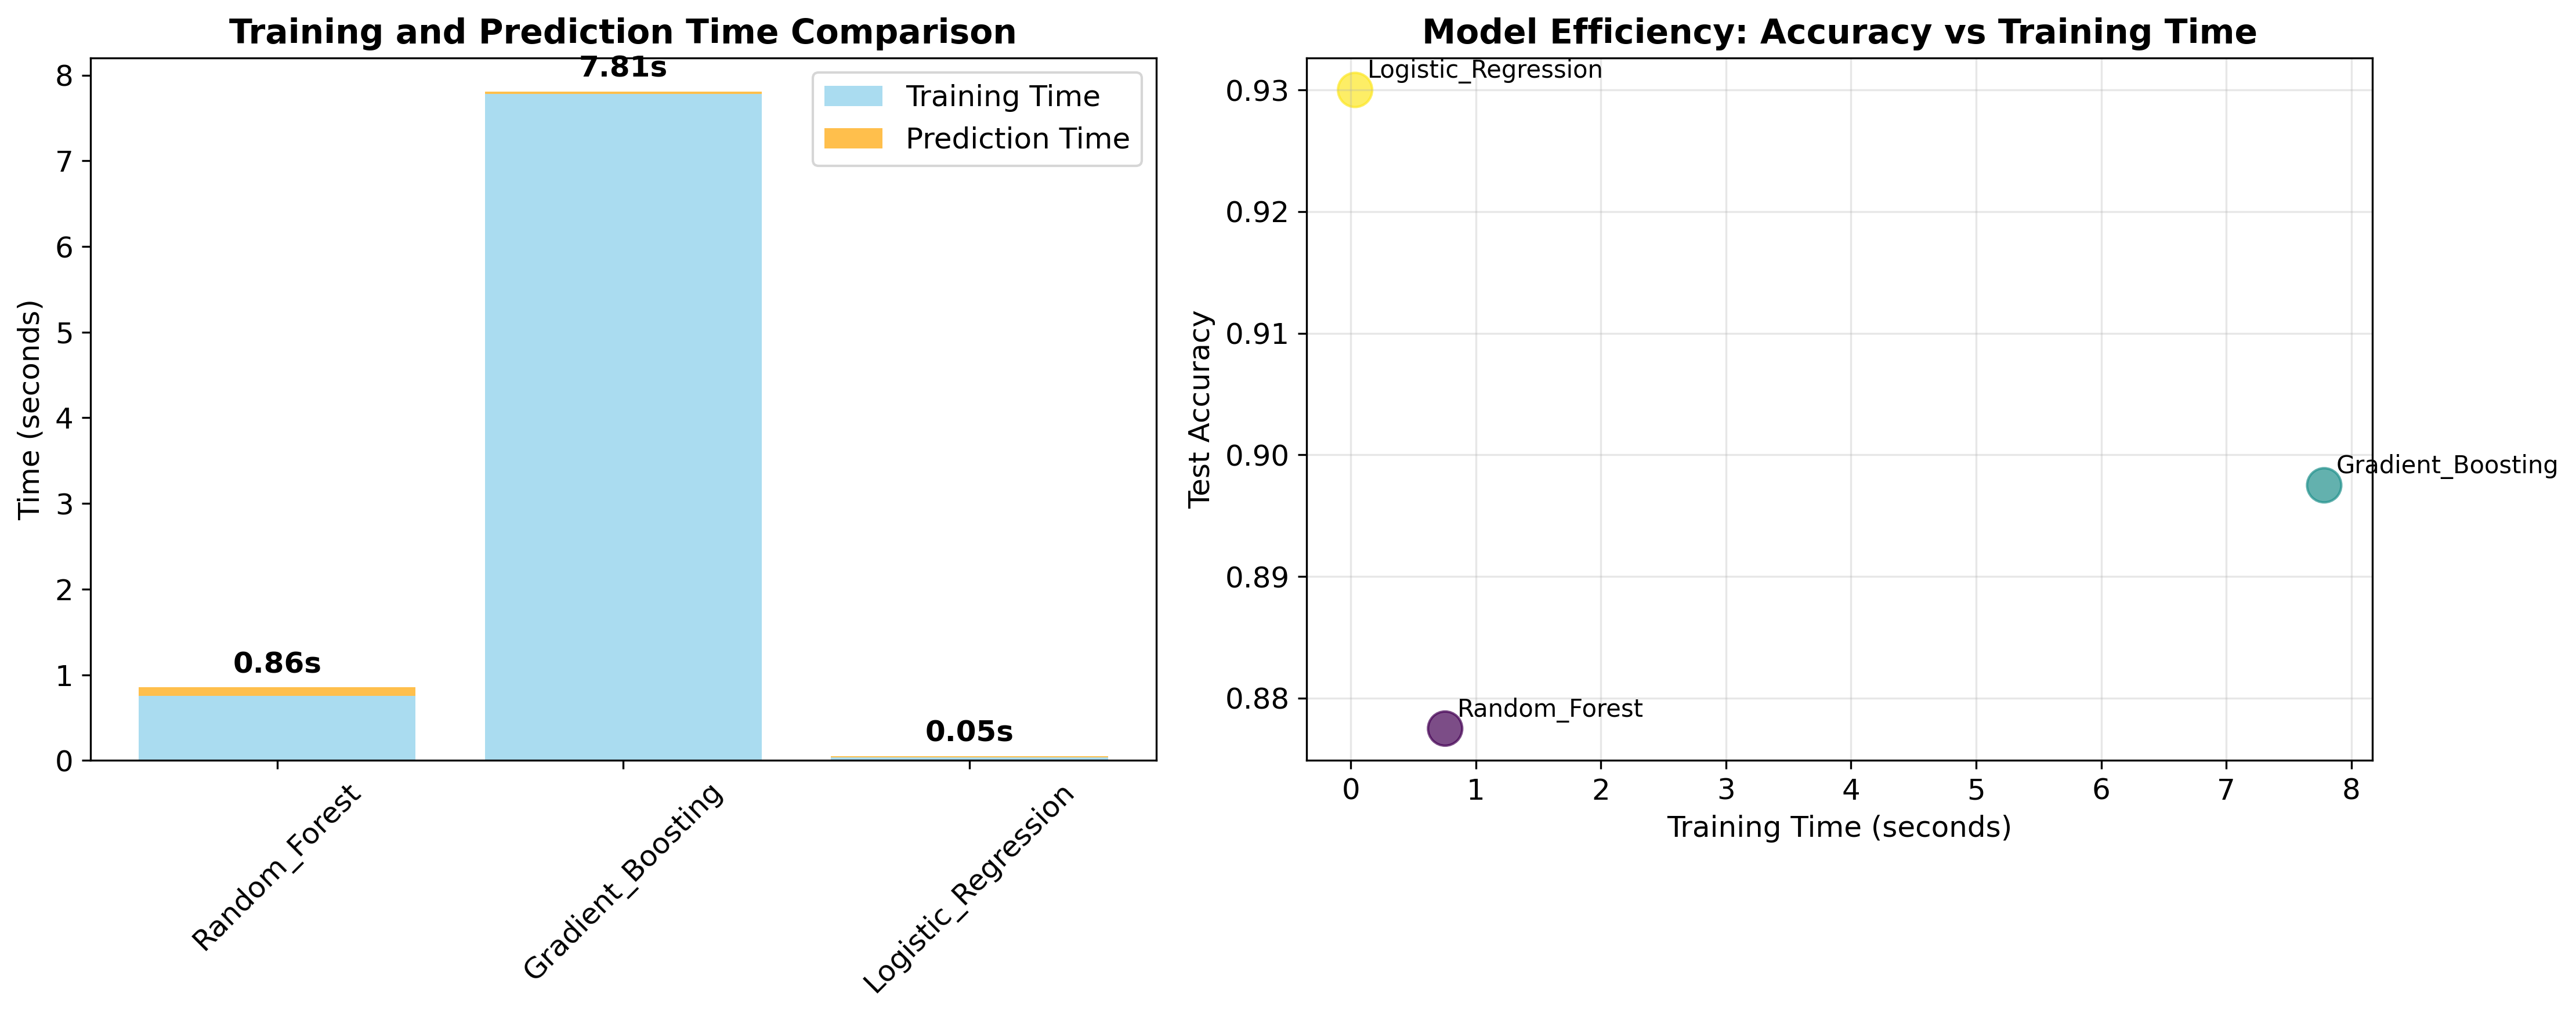 Training and Prediction Time Comparison
7.81s
Training Time
Prediction Time
0.86s
0.05s
Time (seconds)
8
7
6
5
4
3
2
1
0
Random_Forest
Gradient_Boosting
Logistic_Regression
Model Efficiency: Accuracy vs Training Time
Logistic_Regression
Gradient_Boosting
Random_Forest
Test Accuracy
0.93
0.92
0.91
0.90
0.89
0.88
0 1 2 3 4 5 6 7 8
Training Time (seconds)